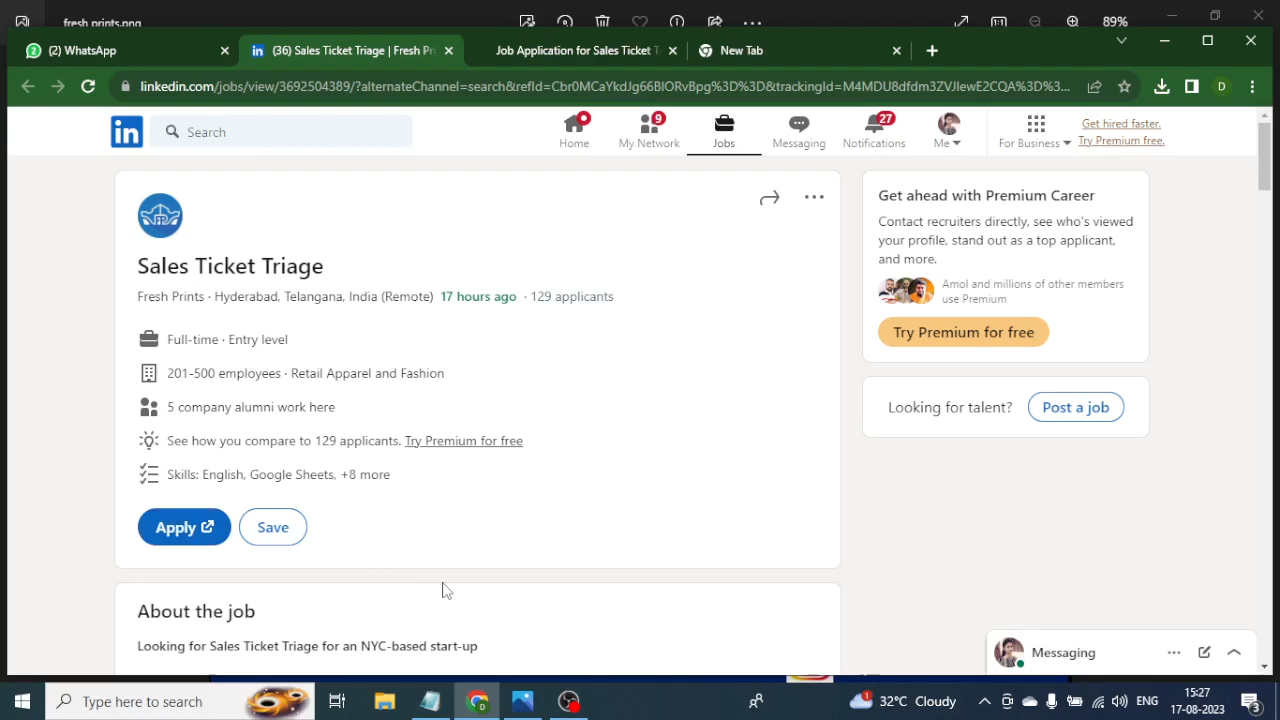 fresh prints.png
89%
(2) WhatsApp
(36) Sales Ticket Triage | Fresh Pri
Job Application for Sales Ticket T
New Tab
linkedin.com/jobs/view/3692504389/?alternateChannel=search&refId=Cbr0MCaYkdJg66BlORvBpg%3D%3D&trackingId=M4MDU8dfdm3ZVJIewE2CQA%3D%3...
D
in
Search
Home
9
My Network
Jobs
Messaging
27
Notifications
Me
For Business
Get hired faster.
Try Premium free.
Sales Ticket Triage
Fresh Prints · Hyderabad, Telangana, India (Remote) 17 hours ago · 129 applicants
Full-time · Entry level
201-500 employees · Retail Apparel and Fashion
5 company alumni work here
See how you compare to 129 applicants. Try Premium for free
Skills: English, Google Sheets, +8 more
Apply
Save
Get ahead with Premium Career
Contact recruiters directly, see who's viewed
your profile, stand out as a top applicant,
and more.
Amol and millions of other members
use Premium
Try Premium for free
Looking for talent?
Post a job
About the job
Looking for Sales Ticket Triage for an NYC-based start-up
Messaging
Type here to search
32°C Cloudy
ENG
15:27
17-08-2023
3